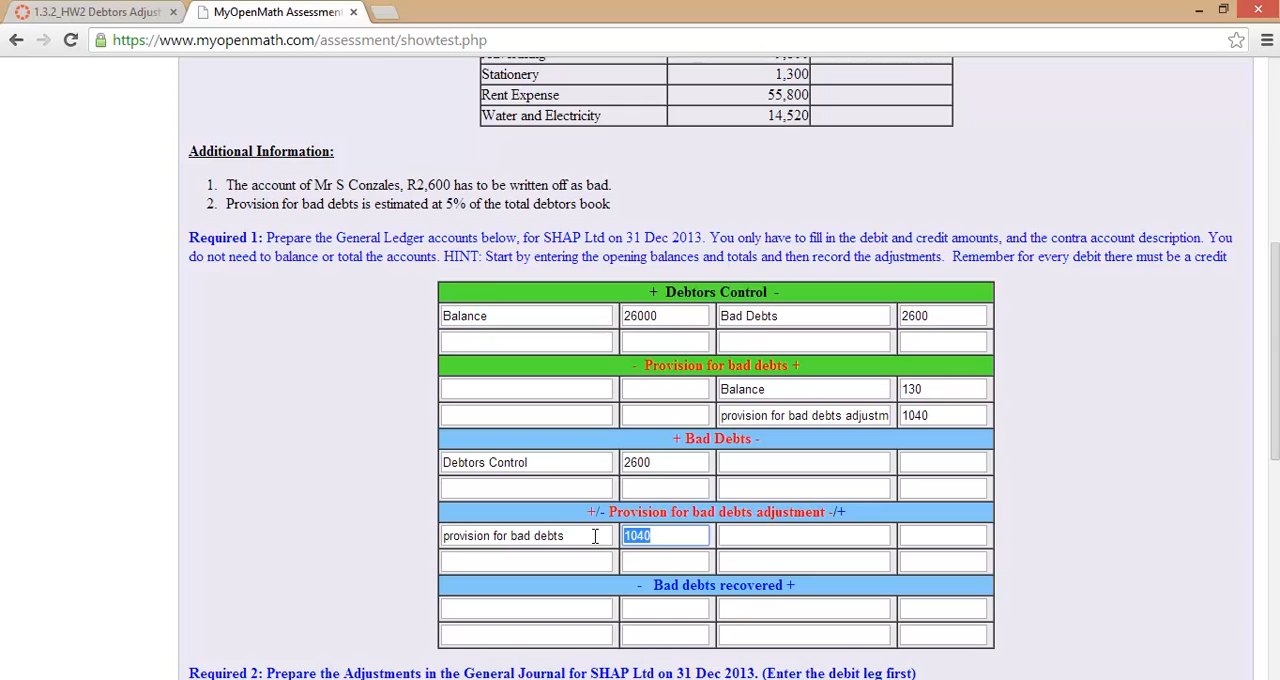 1.3.2_HW2 Debtors Adjust
MyOpenMath Assessment
https://www.myopenmath.com/assessment/showtest.php
Stationery 1,300
Rent Expense 55,800
Water and Electricity 14,520
Additional Information:
1. The account of Mr S Conzales, R2,600 has to be written off as bad.
2. Provision for bad debts is estimated at 5% of the total debtors book
Required 1: Prepare the General Ledger accounts below, for SHAP Ltd on 31 Dec 2013. You only have to fill in the debit and credit amounts, and the contra account description. You
do not need to balance or total the accounts. HINT: Start by entering the opening balances and totals and then record the adjustments. Remember for every debit there must be a credit
+ Debtors Control -
Balance 26000 Bad Debts 2600
- Provision for bad debts +
Balance 130
provision for bad debts adjustm 1040
+ Bad Debts -
Debtors Control 2600
+/- Provision for bad debts adjustment -/+
provision for bad debts 1040
- Bad debts recovered +
Required 2: Prepare the Adjustments in the General Journal for SHAP Ltd on 31 Dec 2013. (Enter the debit leg first)